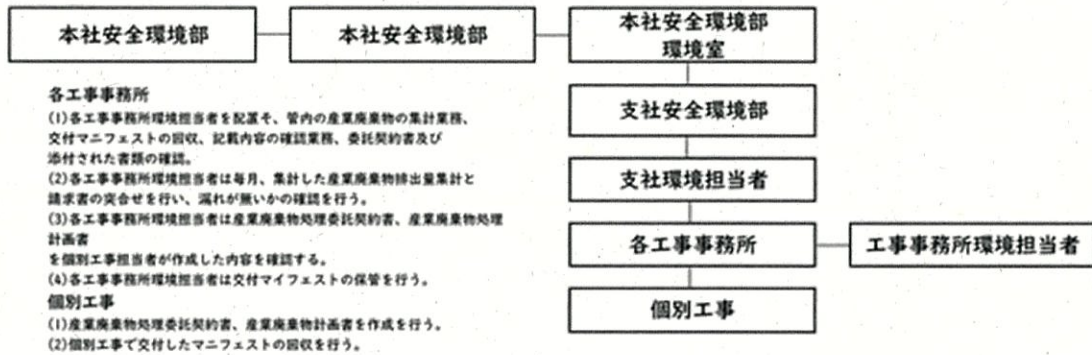 本社安全環境部
本社安全環境部
本社安全環境部
環境室
支社安全環境部
支社環境担当者
各工事事務所
工事事務所環境担当者
個別工事
各工事事務所
(1)各工事事務所環境担当者を配置そ、管内の産業廃棄物の集計業務、
交付マニフェストの回収、記載内容の確認業務、委託契約書及び
添付された書類の確認。
(2)各工事事務所環境担当者は毎月、集計した産業廃棄物排出量集計と
請求書の突合せを行い、漏れが無いかの確認を行う。
(3)各工事事務所環境担当者は産業廃棄物処理委託契約書、産業廃棄物処理
計画書
を個別工事担当者が作成した内容を確認する。
(4)各工事事務所環境担当者は交付マイフェストの保管を行う。
個別工事
(1)産業廃棄物処理委託契約書、産業廃棄物計画書を作成を行う。
(2)個別工事で交付したマニフェストの回収を行う。